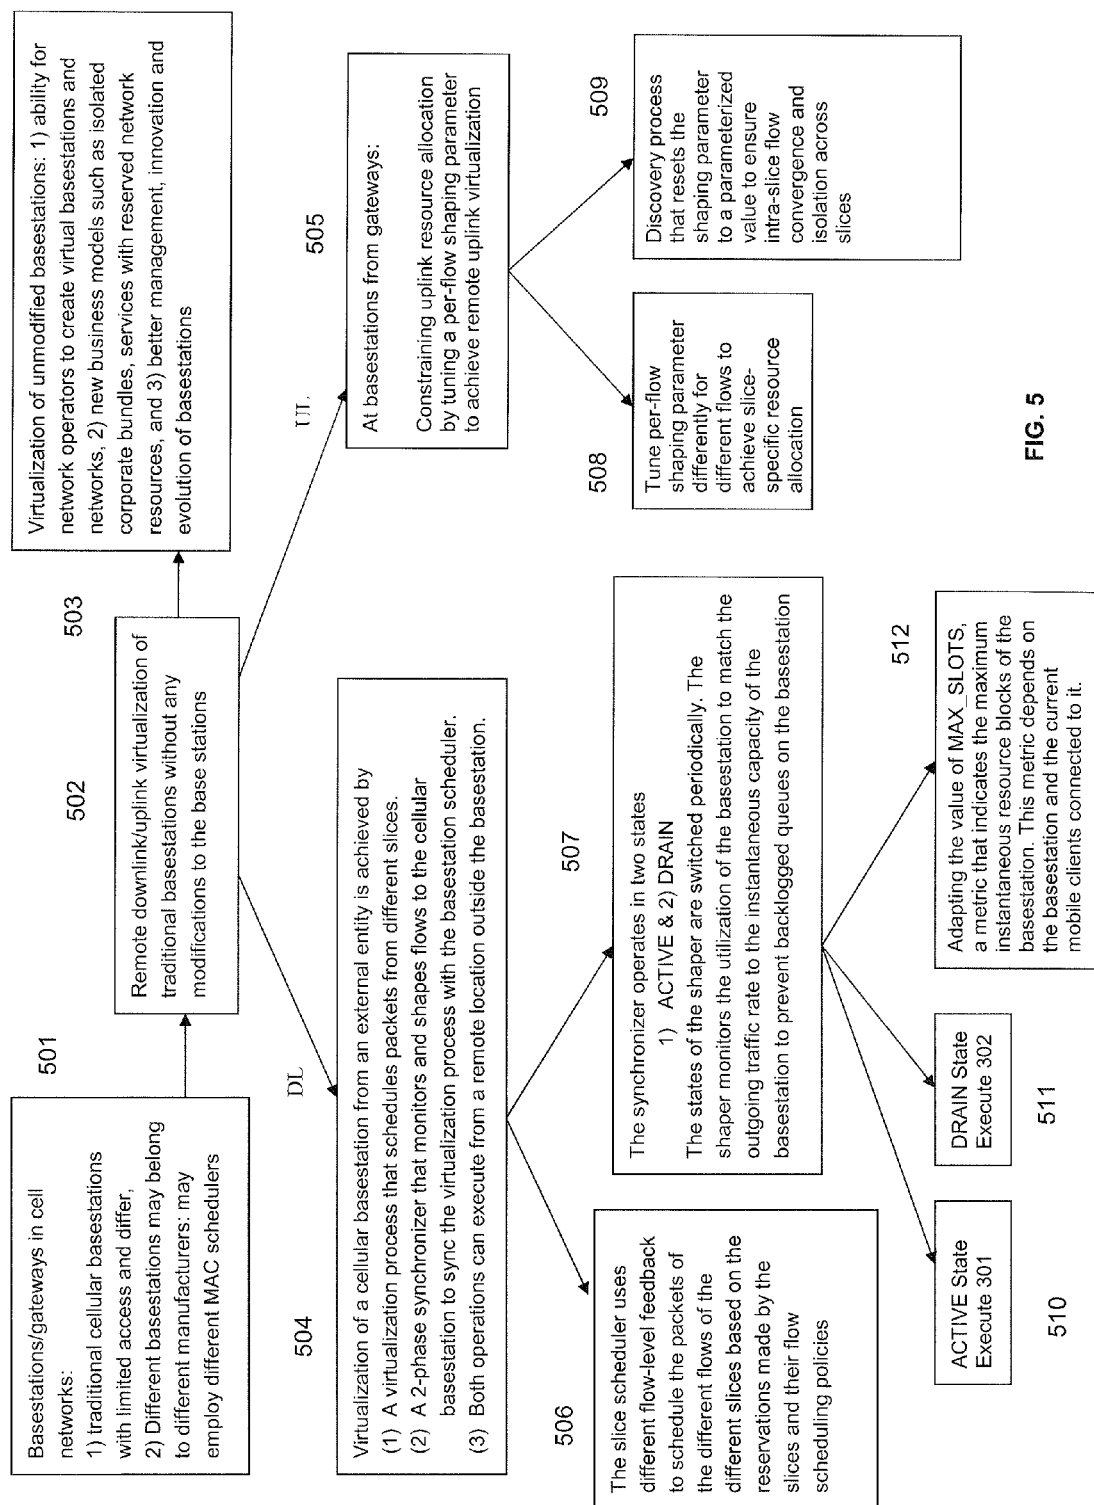 501
Basestations/gateways in cell
networks:
1) traditional cellular basestations
with limited access and differ,
2) Different basestations may belong
to different manufacturers: may
employ different MAC schedulers
502
Remote downlink/uplink virtualization of
traditional basestations without any
modifications to the base stations
503
Virtualization of unmodified basestations: 1) ability for
network operators to create virtual basestations and
networks, 2) new business models such as isolated
corporate bundles, services with reserved network
resources, and 3) better management, innovation and
evolution of basestations
DL
UL
504
Virtualization of a cellular basestation from an external entity is achieved by
(1) A virtualization process that schedules packets from different slices.
(2) A 2-phase synchronizer that monitors and shapes flows to the cellular
basestation to sync the virtualization process with the basestation scheduler.
(3) Both operations can execute from a remote location outside the basestation.
505
At basestations from gateways:
Constraining uplink resource allocation
by tuning a per-flow shaping parameter
to achieve remote uplink virtualization
506
The slice scheduler uses
different flow-level feedback
to schedule the packets of
the different flows of the
different slices based on the
reservations made by the
slices and their flow
scheduling policies
507
The synchronizer operates in two states
1) ACTIVE & 2) DRAIN
The states of the shaper are switched periodically. The
shaper monitors the utilization of the basestation to match the
outgoing traffic rate to the instantaneous capacity of the
basestation to prevent backlogged queues on the basestation
508
Tune per-flow
shaping parameter
differently for
different flows to
achieve slice-
specific resource
allocation
509
Discovery process
that resets the
shaping parameter
to a parameterized
value to ensure
intra-slice flow
convergence and
isolation across
slices
ACTIVE State
Execute 301
510
DRAIN State
Execute 302
511
512
Adapting the value of MAX_SLOTS,
a metric that indicates the maximum
instantaneous resource blocks of the
basestation. This metric depends on
the basestation and the current
mobile clients connected to it.
FIG. 5